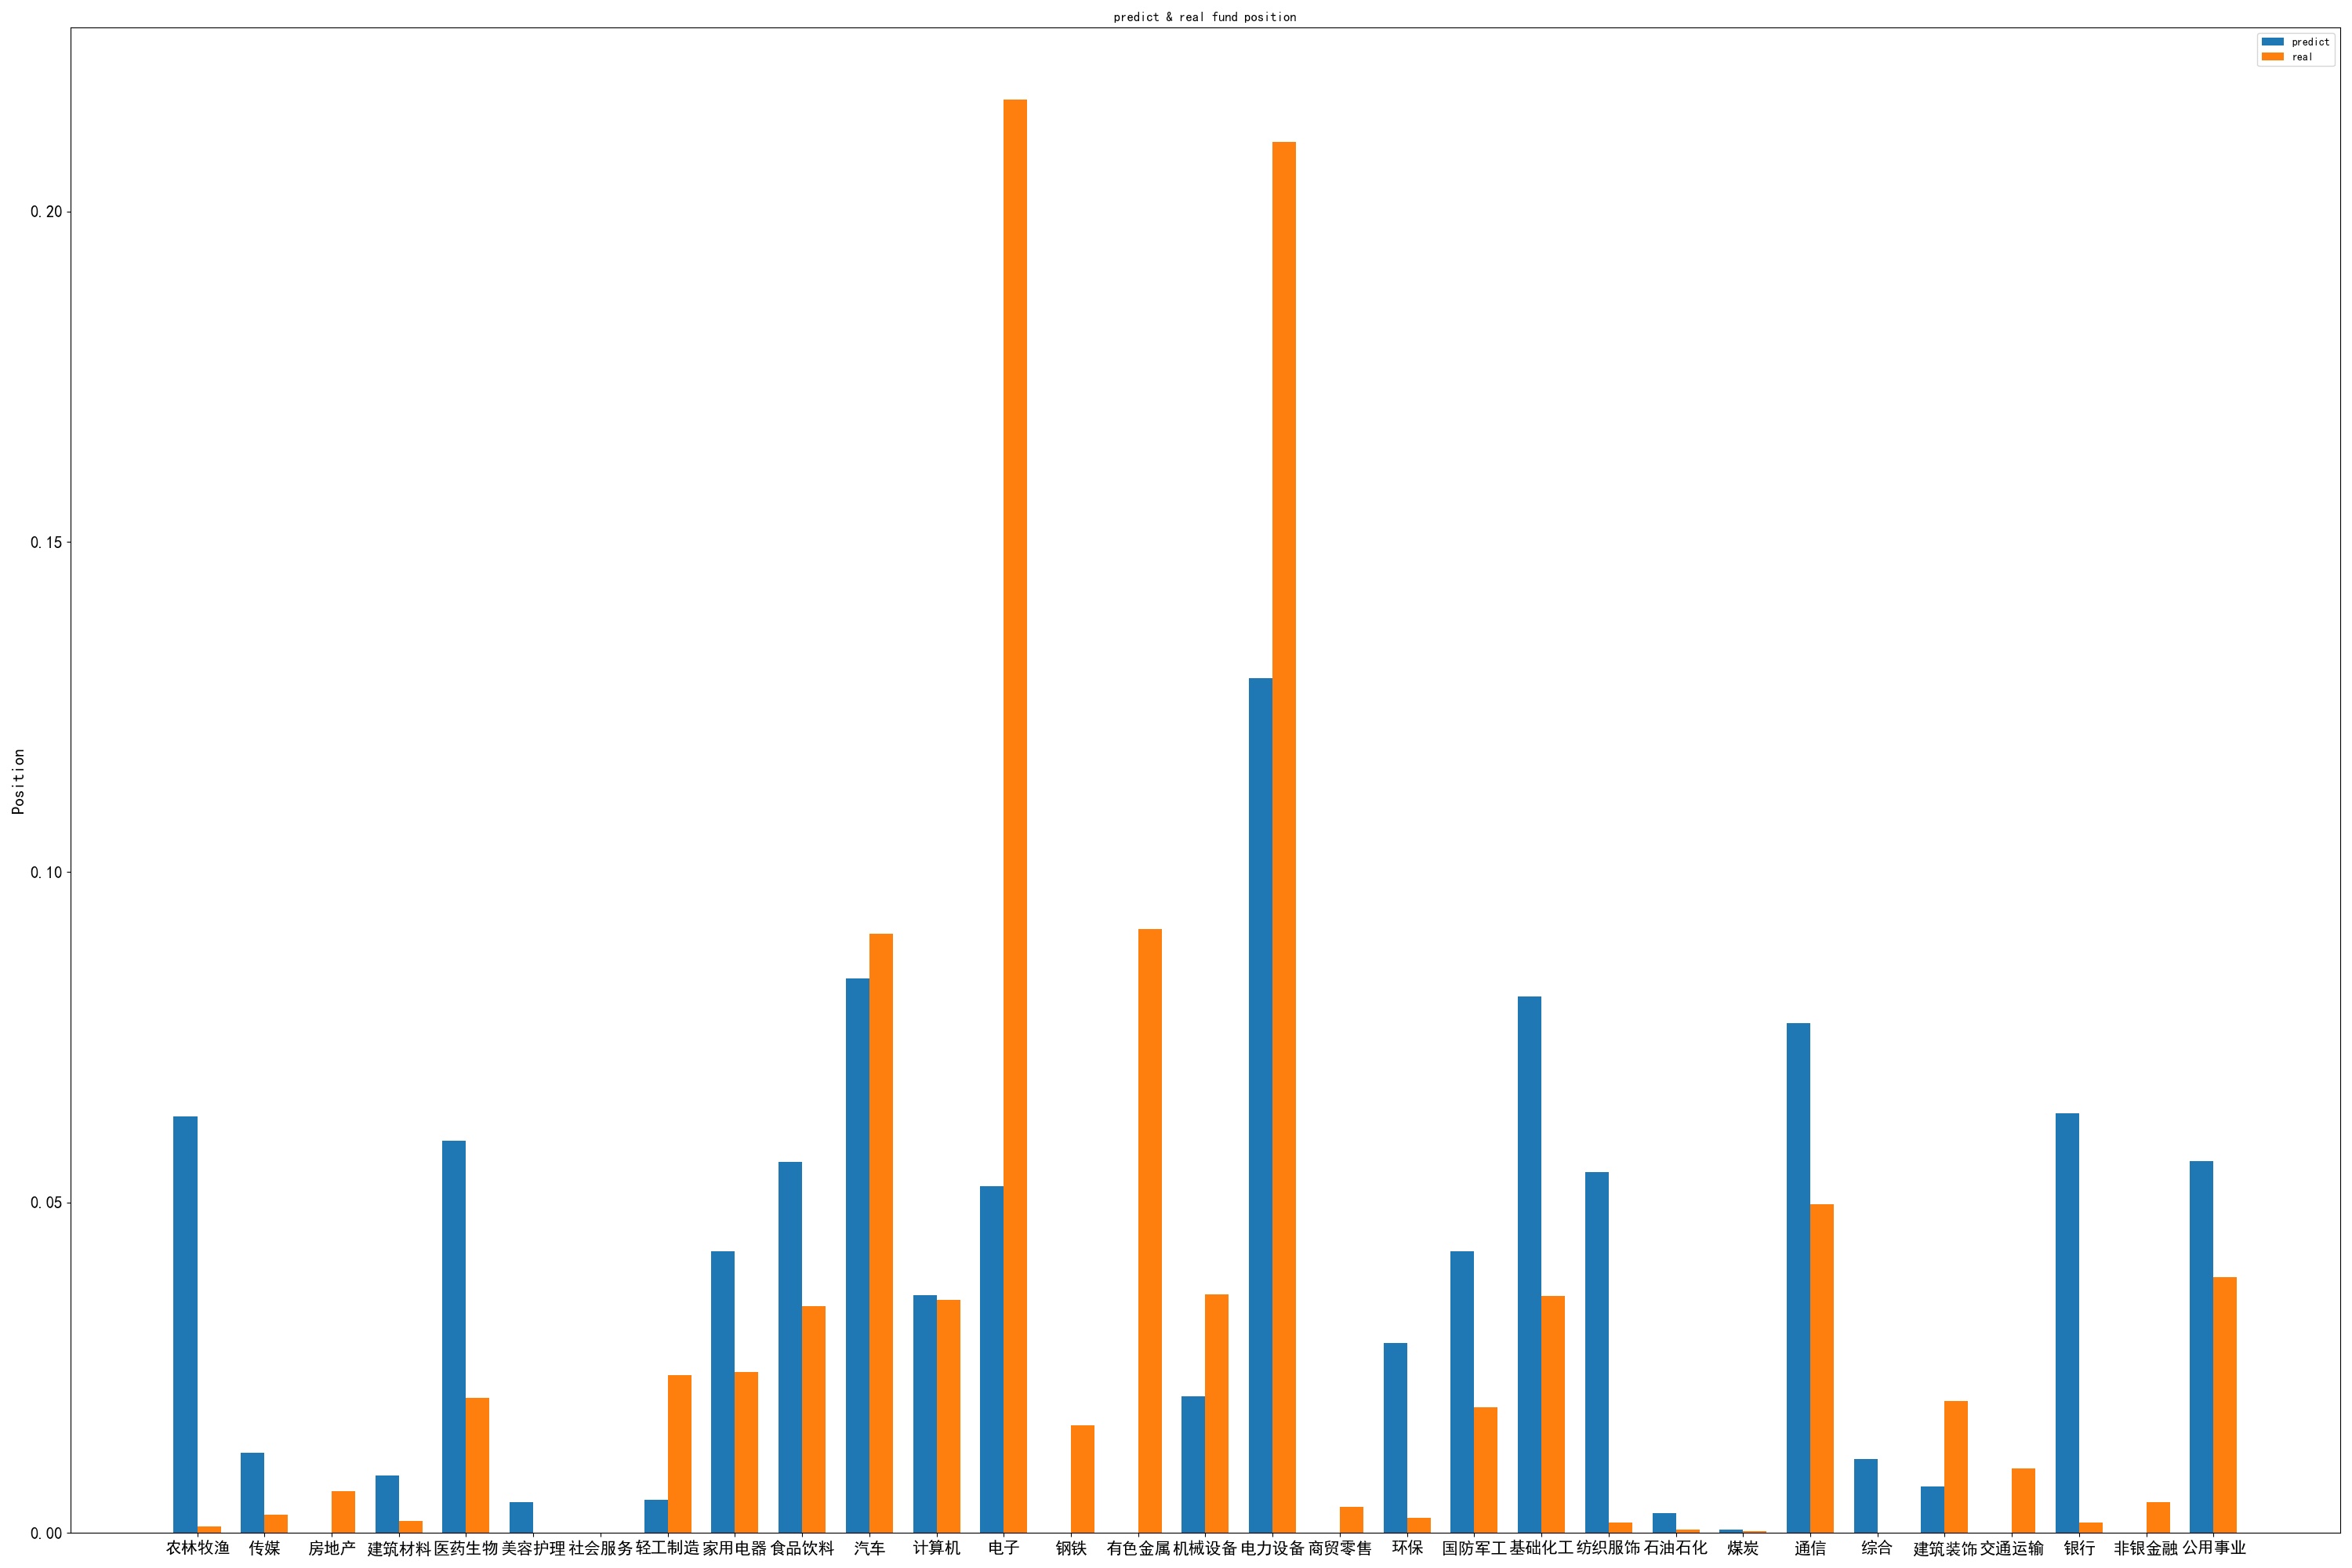 predict & real fund position
predict
real
0.20
0.15
0.10
0.05
0.00
Position
农林牧渔 传媒 房地产 建筑材料 医药生物 美容护理 社会服务 轻工制造 家用电器 食品饮料 汽车 计算机 电子 钢铁 有色金属 机械设备 电力设备 商贸零售 环保 国防军工 基础化工 纺织服饰 石油石化 煤炭 通信 综合 建筑装饰 交通运输 银行 非银金融 公用事业